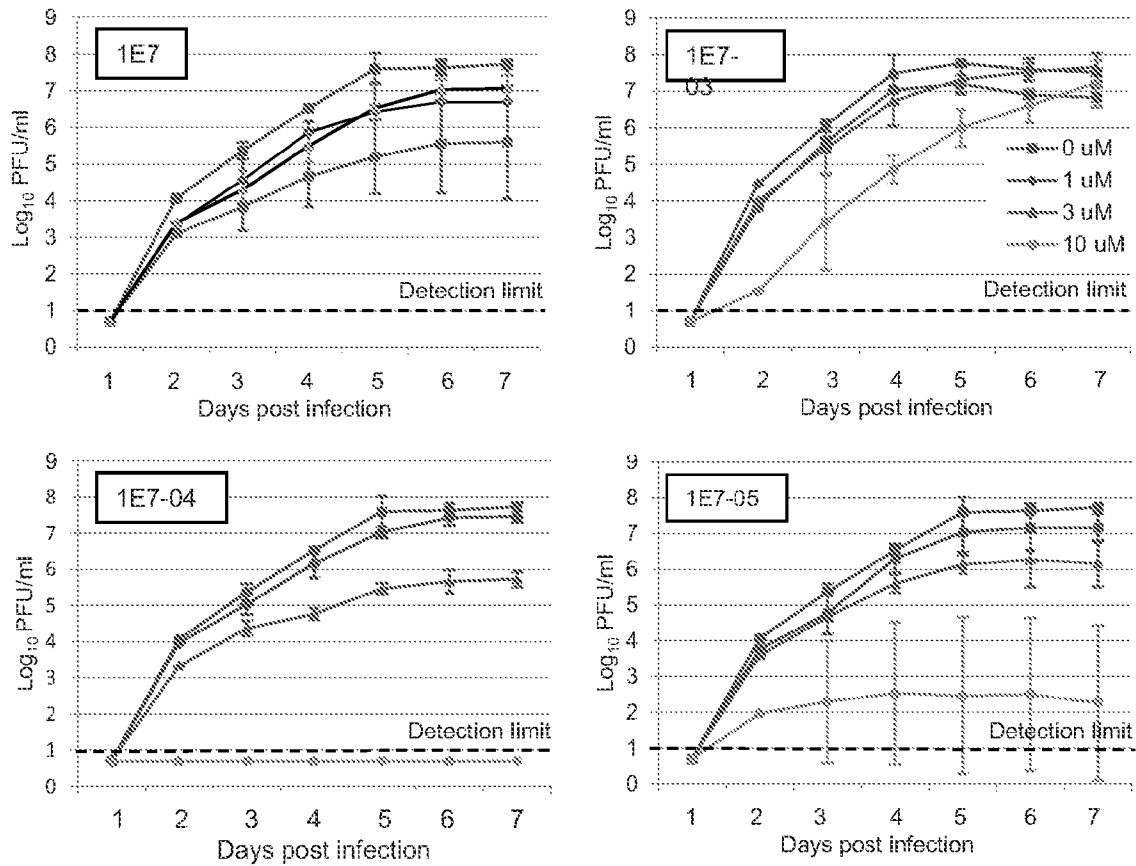 1E7
Log10 PFU/ml
9
8
7
6
5
4
3
2
1
0
Detection limit
1 2 3 4 5 6 7
Days post infection
1E7-
03
Log10 PFU/ml
9
8
7
6
5
4
3
2
1
0
0 uM
1 uM
3 uM
10 uM
Detection limit
1 2 3 4 5 6 7
Days post infection
1E7-04
Log10 PFU/ml
9
8
7
6
5
4
3
2
1
0
Detection limit
1 2 3 4 5 6 7
Days post infection
1E7-05
Log10 PFU/ml
9
8
7
6
5
4
3
2
1
0
Detection limit
1 2 3 4 5 6 7
Days post infection